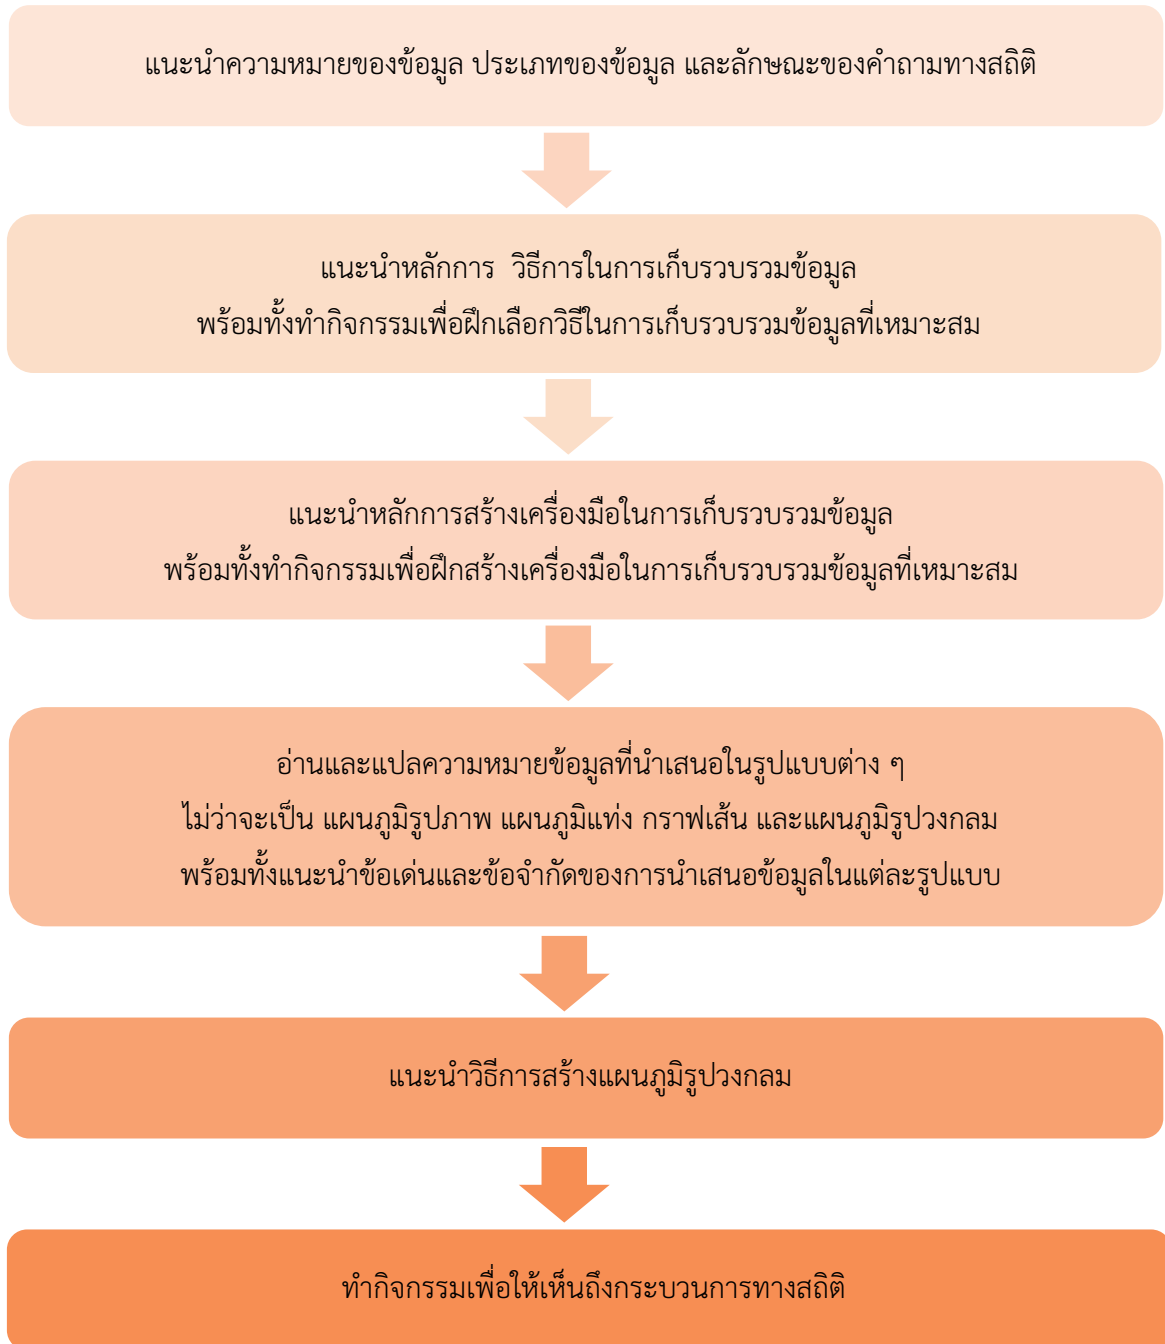 แนะนำความหมายของข้อมูล ประเภทของข้อมูล และลักษณะของคำถามทางสถิติ
แนะนำหลักการ วิธีการในการเก็บรวบรวมข้อมูล
พร้อมทั้งทำกิจกรรมเพื่อฝึกเลือกวิธีในการเก็บรวบรวมข้อมูลที่เหมาะสม
แนะนำหลักการสร้างเครื่องมือในการเก็บรวบรวมข้อมูล
พร้อมทั้งทำกิจกรรมเพื่อฝึกสร้างเครื่องมือในการเก็บรวบรวมข้อมูลที่เหมาะสม
อ่านและแปลความหมายข้อมูลที่นำเสนอในรูปแบบต่าง ๆ
ไม่ว่าจะเป็น แผนภูมิรูปภาพ แผนภูมิแท่ง กราฟเส้น และแผนภูมิรูปวงกลม
พร้อมทั้งแนะนำข้อเด่นและข้อจำกัดของการนำเสนอข้อมูลในแต่ละรูปแบบ
แนะนำวิธีการสร้างแผนภูมิรูปวงกลม
ทำกิจกรรมเพื่อให้เห็นถึงกระบวนการทางสถิติ